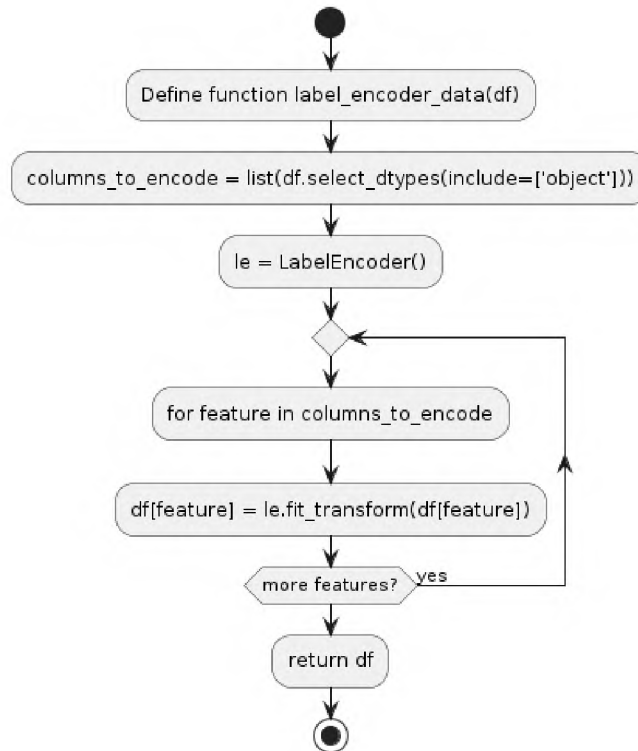 Define function label_encoder_data(df)
columns_to_encode = list(df.select_dtypes(include=['object']))
le = LabelEncoder()
for feature in columns_to_encode
df[feature] = le.fit_transform(df[feature])
more features?
yes
return df